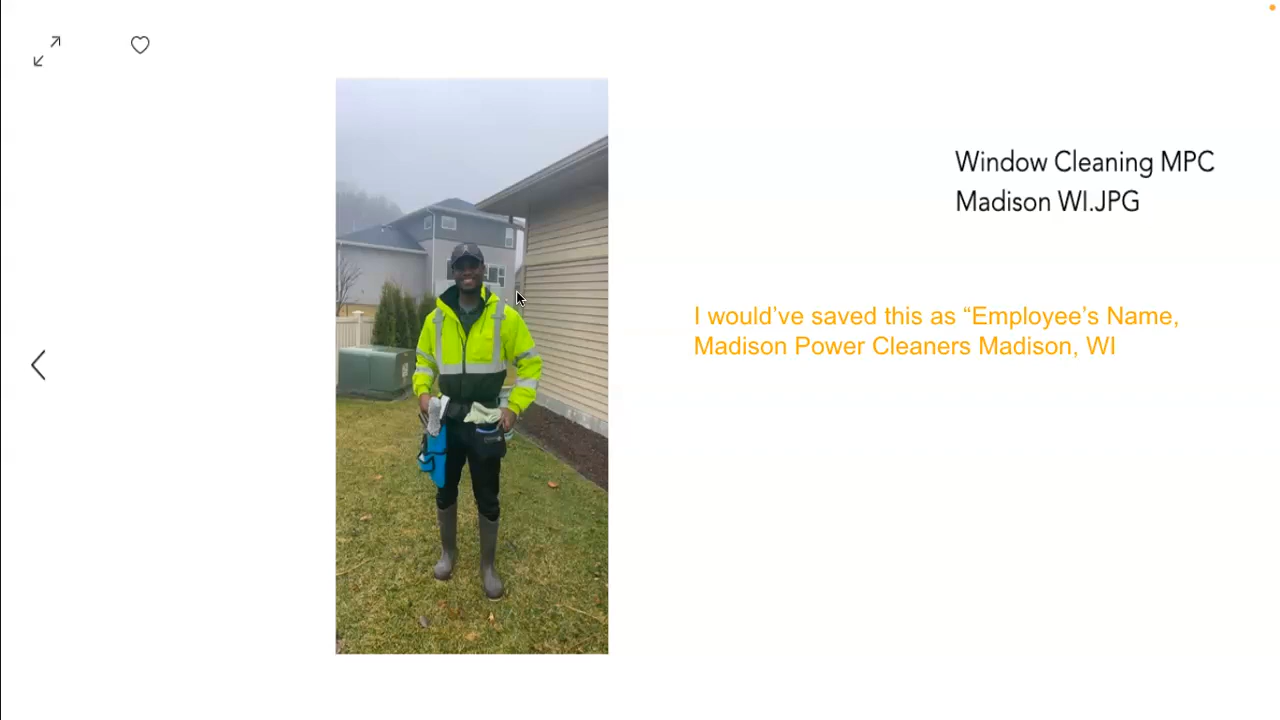 Window Cleaning MPC
Madison WI.JPG
I would’ve saved this as “Employee’s Name,
Madison Power Cleaners Madison, WI